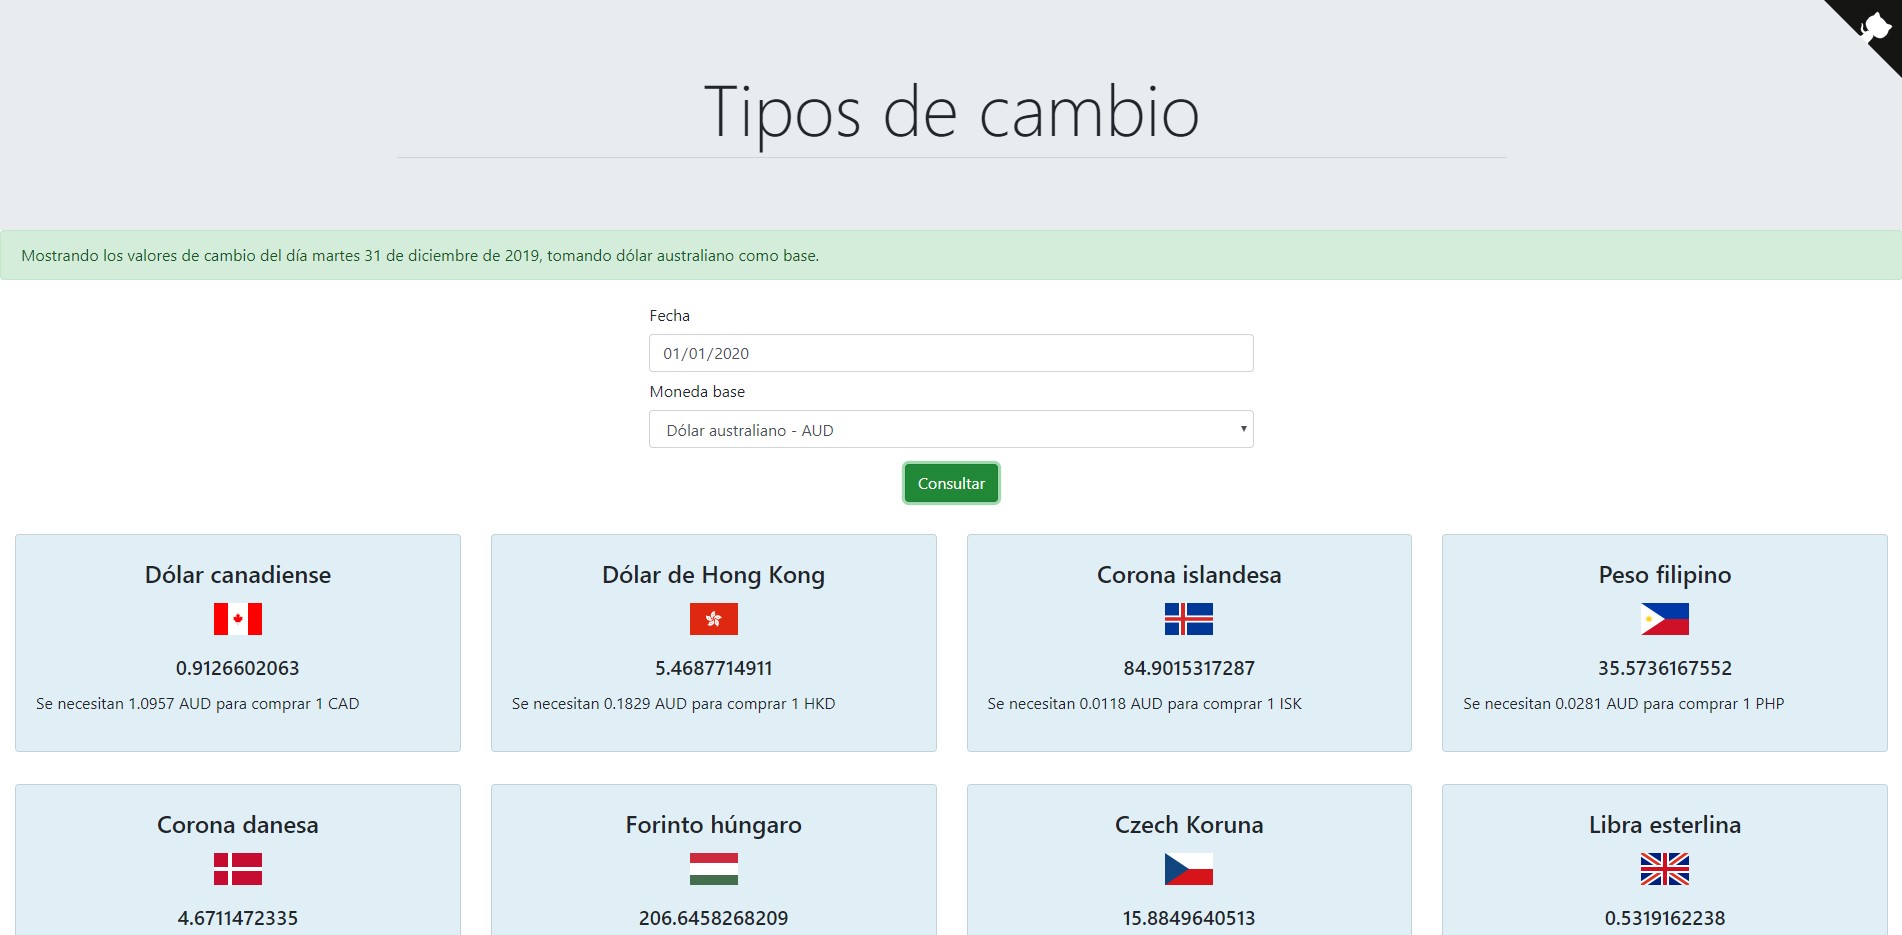 Tipos de cambio
Mostrando los valores de cambio del día martes 31 de diciembre de 2019, tomando dólar australiano como base.
Fecha
01/01/2020
Moneda base
Dólar australiano - AUD
Consultar
Dólar canadiense
0.9126602063
Se necesitan 1.0957 AUD para comprar 1 CAD
Dólar de Hong Kong
5.4687714911
Se necesitan 0.1829 AUD para comprar 1 HKD
Corona islandesa
84.9015317287
Se necesitan 0.0118 AUD para comprar 1 ISK
Peso filipino
35.5736167552
Se necesitan 0.0281 AUD para comprar 1 PHP
Corona danesa
4.6711472335
Forinto húngaro
206.6458268209
Czech Koruna
15.8849640513
Libra esterlina
0.5319162238